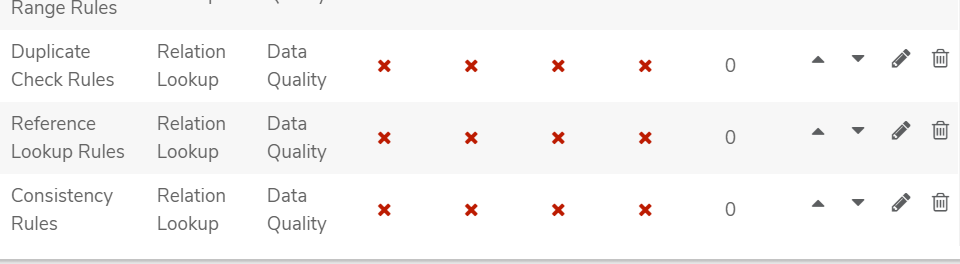 Range Rules
Duplicate Check Rules
Relation Lookup
Data Quality
0
Reference Lookup Rules
Relation Lookup
Data Quality
0
Consistency Rules
Relation Lookup
Data Quality
0